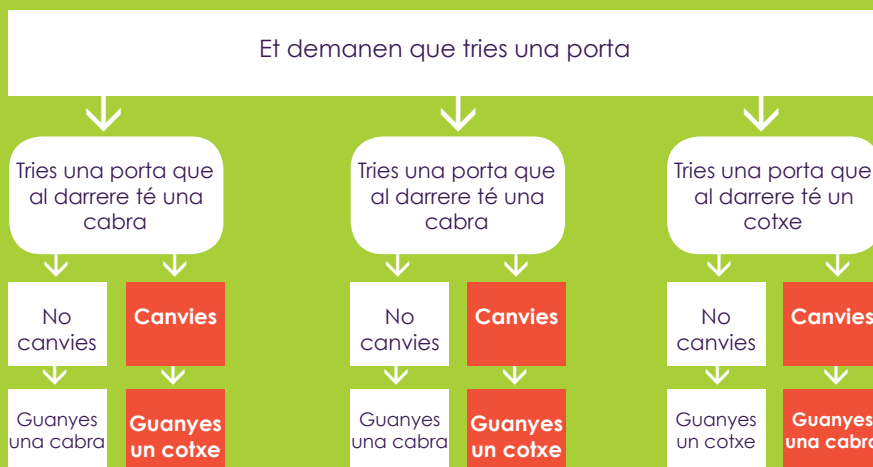 Et demanen que tries una porta
Tries una porta que
al darrere té una
cabra
Tries una porta que
al darrere té una
cabra
Tries una porta que
al darrere té un
cotxe
No
canvies
Canvies
No
canvies
Canvies
No
canvies
Canvies
Guanyes
una cabra
Guanyes
un cotxe
Guanyes
una cabra
Guanyes
un cotxe
Guanyes
un cotxe
Guanyes
una cabra